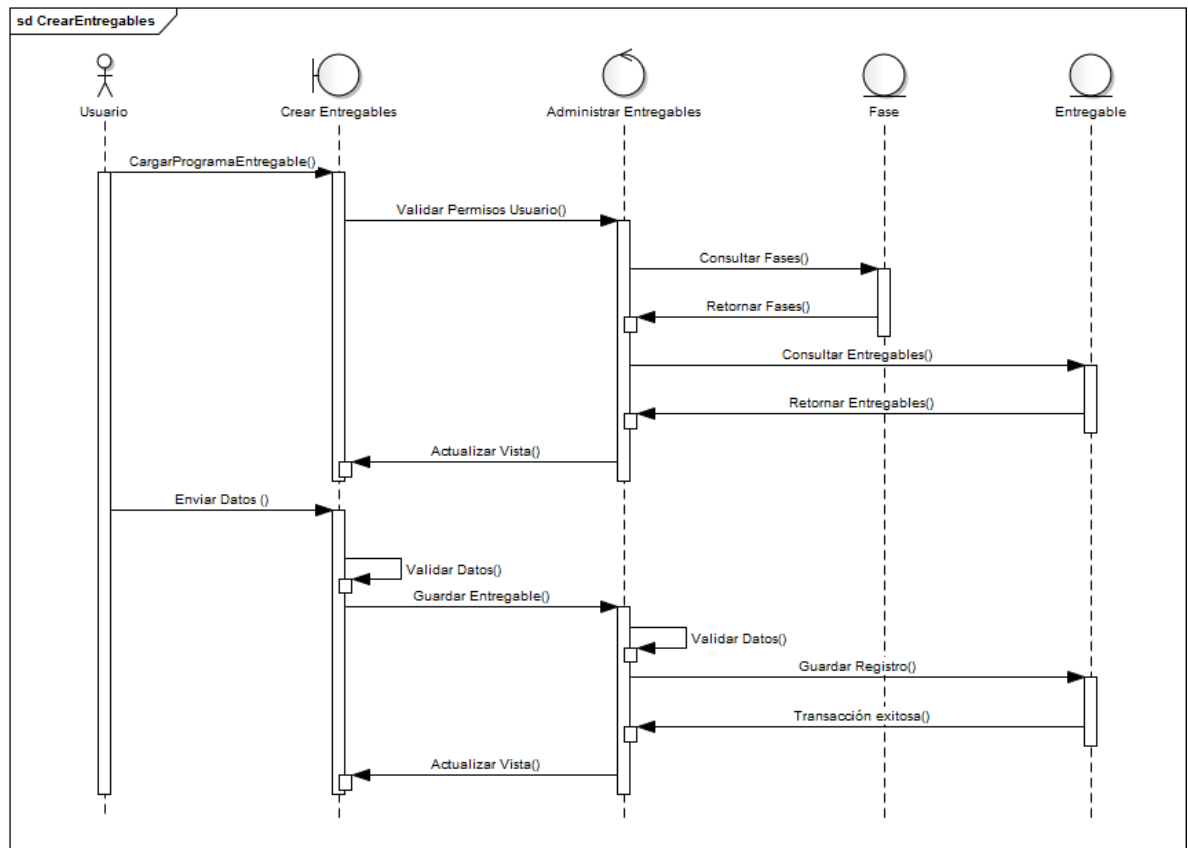 sd CrearEntregables
Usuario
Crear Entregables
Administrar Entregables
Fase
Entregable
CargarProgramaEntregable()
Validar Permisos Usuario()
Consultar Fases()
Retornar Fases()
Consultar Entregables()
Retornar Entregables()
Actualizar Vista()
Enviar Datos ()
Validar Datos()
Guardar Entregable()
Validar Datos()
Guardar Registro()
Transacción exitosa()
Actualizar Vista()